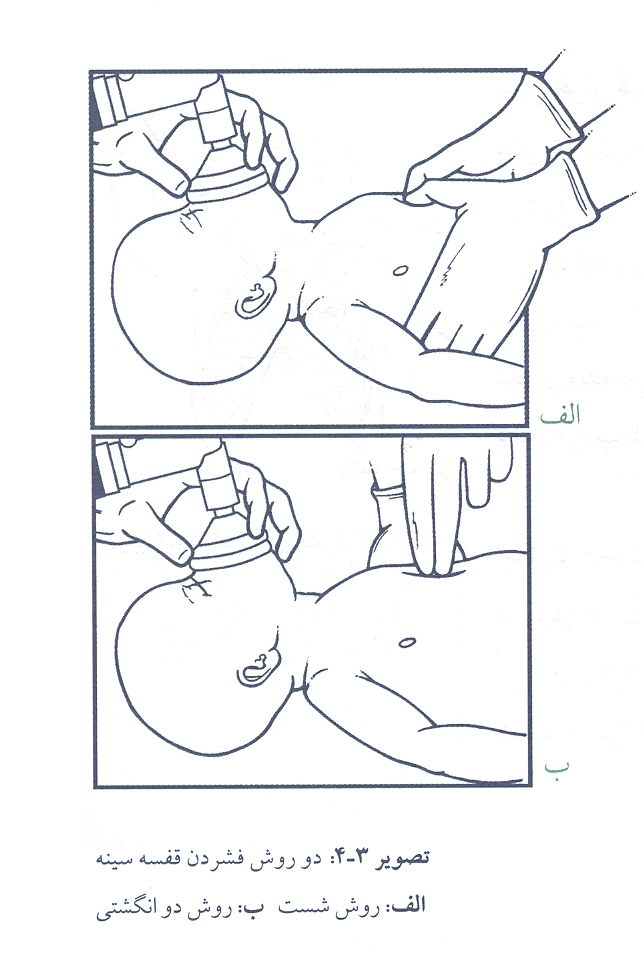 الف
ب
تصویر ۳-۴: دو روش فشردن قفسه سینه
الف: روش شست ب: روش دو انگشتی